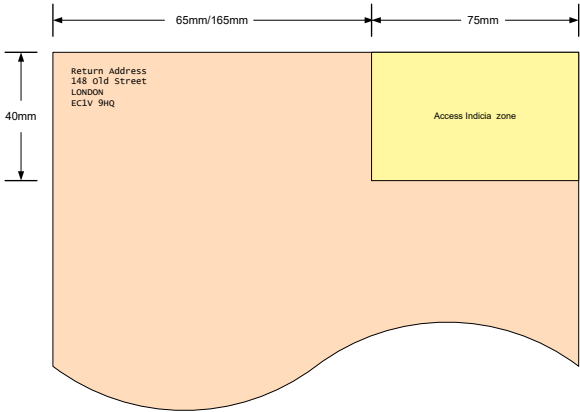 65mm/165mm
75mm
Return Address
148 Old Street
LONDON
EC1V 9HQ
40mm
Access Indicia zone